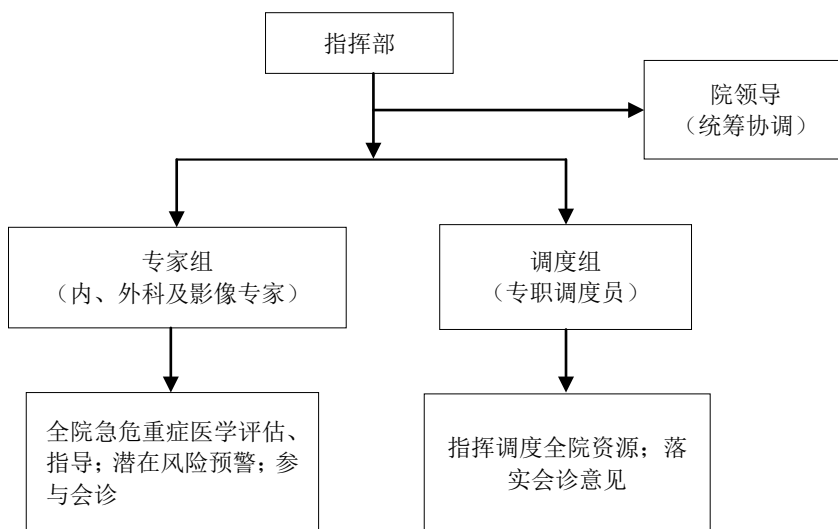 指挥部
院领导
（统筹协调）
专家组
（内、外科及影像专家）
调度组
（专职调度员）
全院急危重症医学评估、
指导；潜在风险预警；参
与会诊
指挥调度全院资源；落
实会诊意见